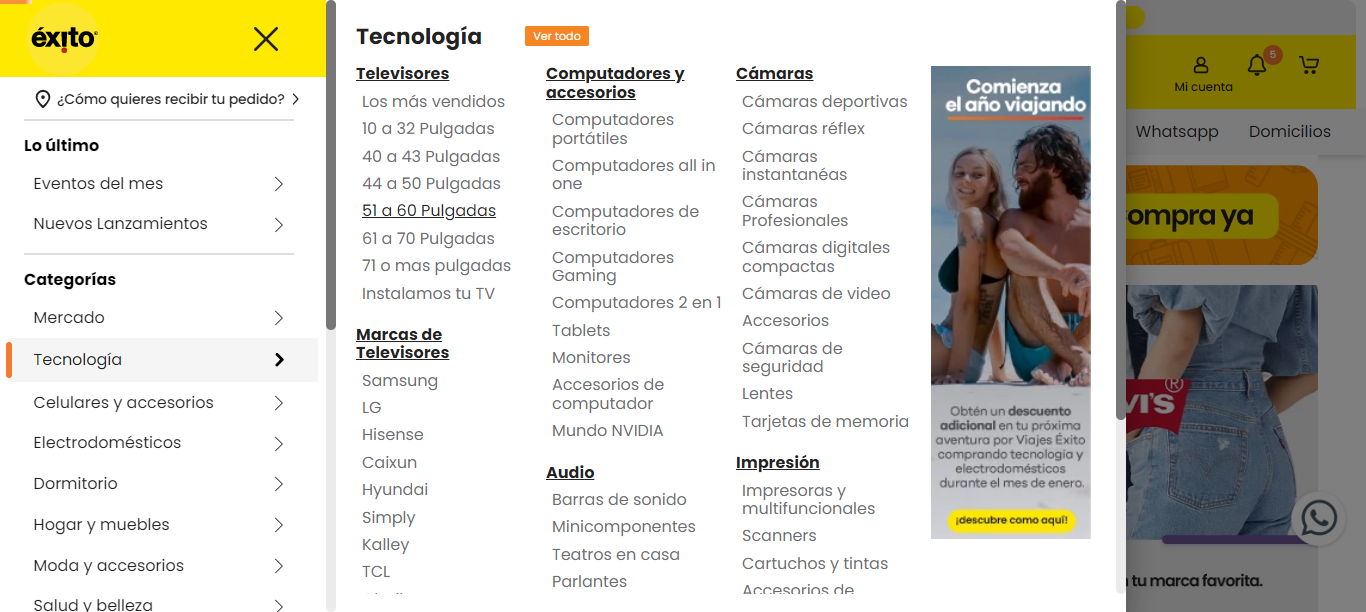 éxito
¿Cómo quieres recibir tu pedido?
Lo último
Eventos del mes
Nuevos Lanzamientos
Categorías
Mercado
Tecnología
Celulares y accesorios
Electrodomésticos
Dormitorio
Hogar y muebles
Moda y accesorios
Salud y belleza
Tecnología
Ver todo
Televisores
Los más vendidos
10 a 32 Pulgadas
40 a 43 Pulgadas
44 a 50 Pulgadas
51 a 60 Pulgadas
61 a 70 Pulgadas
71 o mas pulgadas
Instalamos tu TV
Marcas de
Televisores
Samsung
LG
Hisense
Caixun
Hyundai
Simply
Kalley
TCL
Computadores y
accesorios
Computadores
portátiles
Computadores all in
one
Computadores de
escritorio
Computadores
Gaming
Computadores 2 en 1
Tablets
Monitores
Accesorios de
computador
Mundo NVIDIA
Audio
Barras de sonido
Minicomponentes
Teatros en casa
Parlantes
Cámaras
Cámaras deportivas
Cámaras réflex
Cámaras
instantanéas
Cámaras
Profesionales
Cámaras digitales
compactas
Cámaras de video
Accesorios
Cámaras de
seguridad
Lentes
Tarjetas de memoria
Impresión
Impresoras y
multifuncionales
Scanners
Cartuchos y tintas
Accesorios de
Comienza
el año viajando
Obtén un descuento
adicional en tu próxima
aventura por Viajes Éxito
comprando tecnología y
electrodomésticos
durante el mes de enero.
¡descubre como aquí!
5
Mi cuenta
Whatsapp
Domicilios
ompra ya
VI'S
®
tu marca favorita.